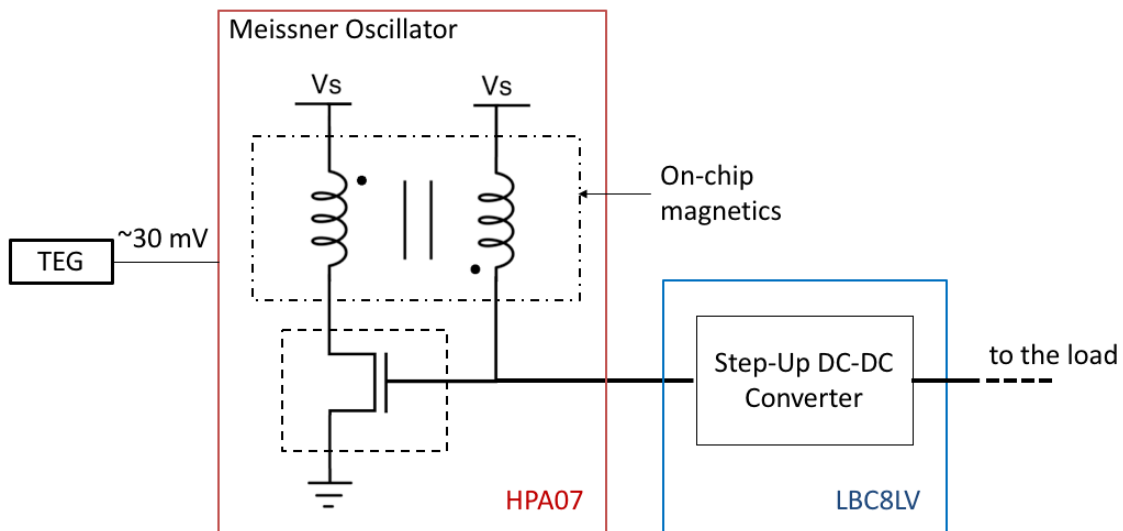 Meissner Oscillator
Vs
Vs
On-chip
magnetics
~30 mV
TEG
Step-Up DC-DC
Converter
to the load
HPA07
LBC8LV